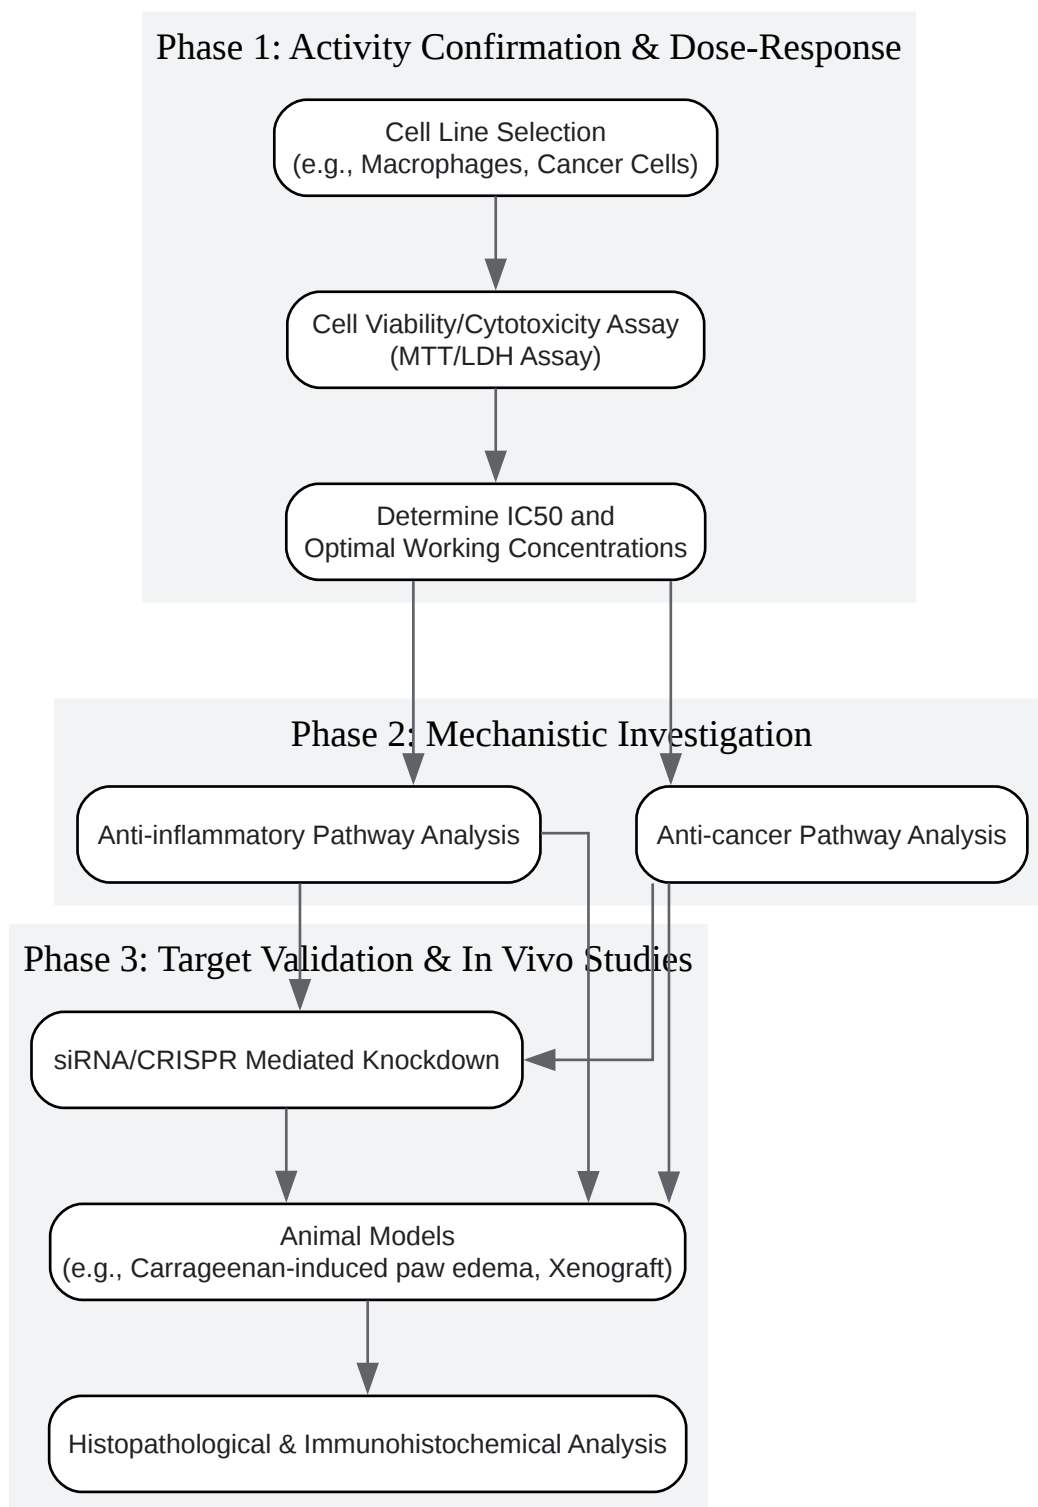 Phase 1: Activity Confirmation & Dose-Response
Cell Line Selection
(e.g., Macrophages, Cancer Cells)
Cell Viability/Cytotoxicity Assay
(MTT/LDH Assay)
Determine IC50 and
Optimal Working Concentrations
Phase 2: Mechanistic Investigation
Anti-inflammatory Pathway Analysis
Anti-cancer Pathway Analysis
Phase 3: Target Validation & In Vivo Studies
siRNA/CRISPR Mediated Knockdown
Animal Models
(e.g., Carrageenan-induced paw edema, Xenograft)
Histopathological & Immunohistochemical Analysis